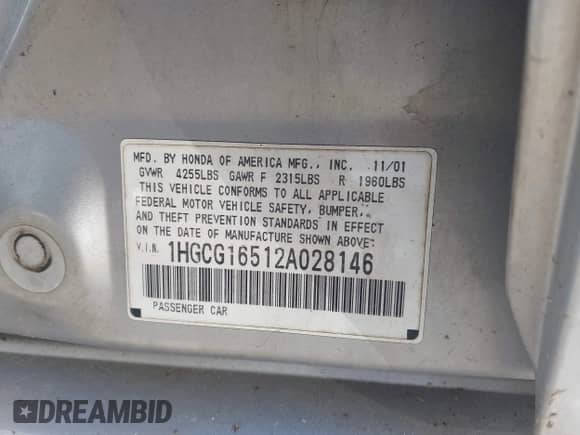 MFD. BY HONDA OF AMERICA MFG., INC. 11/01
GVWR 4255LBS GAWR F 2315LBS R 1960LBS
THIS VEHICLE CONFORMS TO ALL APPLICABLE
FEDERAL MOTOR VEHICLE SAFETY, BUMPER,
AND THEFT PREVENTION STANDARDS IN EFFECT
ON THE DATE OF MANUFACTURE SHOWN ABOVE.
V.I.N. 1HGCG16512A028146
PASSENGER CAR
DREAMBID